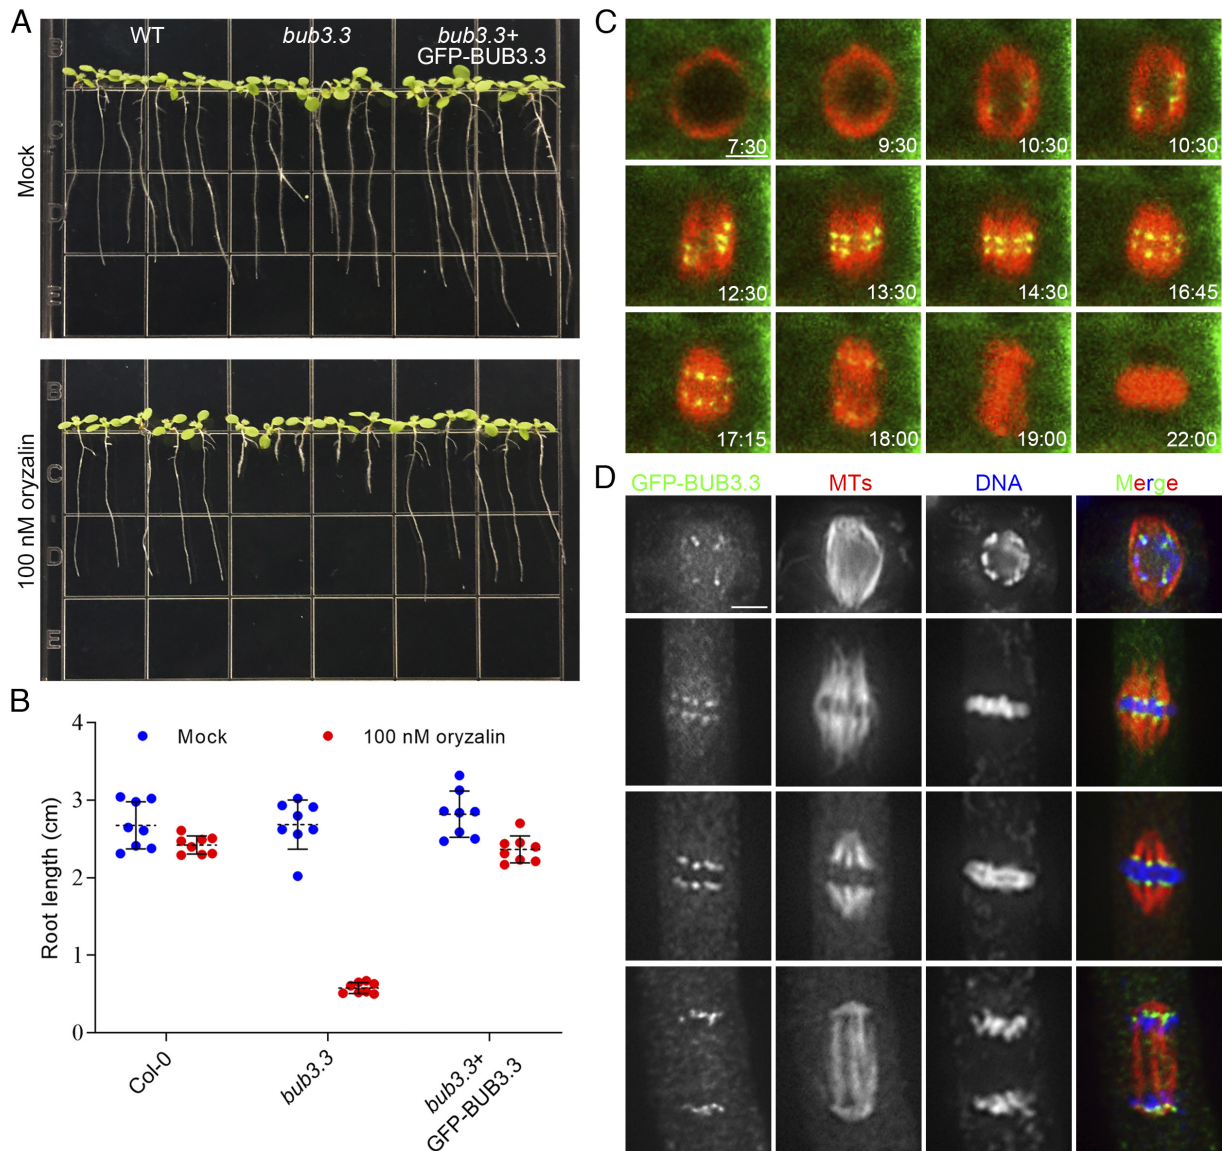 A
WT
bub3.3
bub3.3+
GFP-BUB3.3
B
C
D
E
Mock
B
C
D
E
100 nM oryzalin
B
4
3
2
1
0
Root length (cm)
Mock
100 nM oryzalin
Col-0
bub3.3
bub3.3+
GFP-BUB3.3
C
7:30
9:30
10:30
10:30
12:30
13:30
14:30
16:45
17:15
18:00
19:00
22:00
D
GFP-BUB3.3
MTs
DNA
Merge